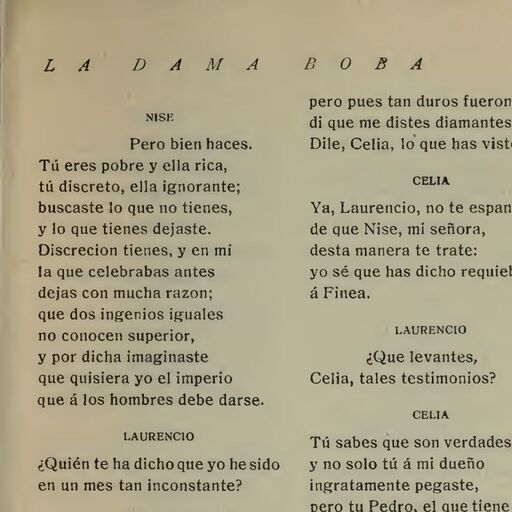 LA DAMA BOBA
NISE
Pero bien haces.
Tú eres pobre y ella rica,
tú discreto, ella ignorante;
buscaste lo que no tienes,
y lo que tienes dejaste.
Discrecion tienes, y en mí
la que celebrabas antes
dejas con mucha razon;
que dos ingenios iguales
no conocen superior,
y por dicha imaginaste
que quisiera yo el imperio
que á los hombres debe darse.
LAURENCIO
¿Quién te ha dicho que yo he sido
en un mes tan inconstante?
pero pues tan duros fueron
di que me distes diamantes
Dile, Celia, lo que has
CELIA
Ya, Laurencio, no te
de que Nise, mi señora,
desta manera te trate:
yo sé que has dicho
á Finea.
LAURENCIO
¿Que levantes,
Celia, tales testimonios?
CELIA
Tú sabes que son verdades
y no solo tú á mi dueño
ingratamente pegaste,
pero tu Pedro, el que tiene